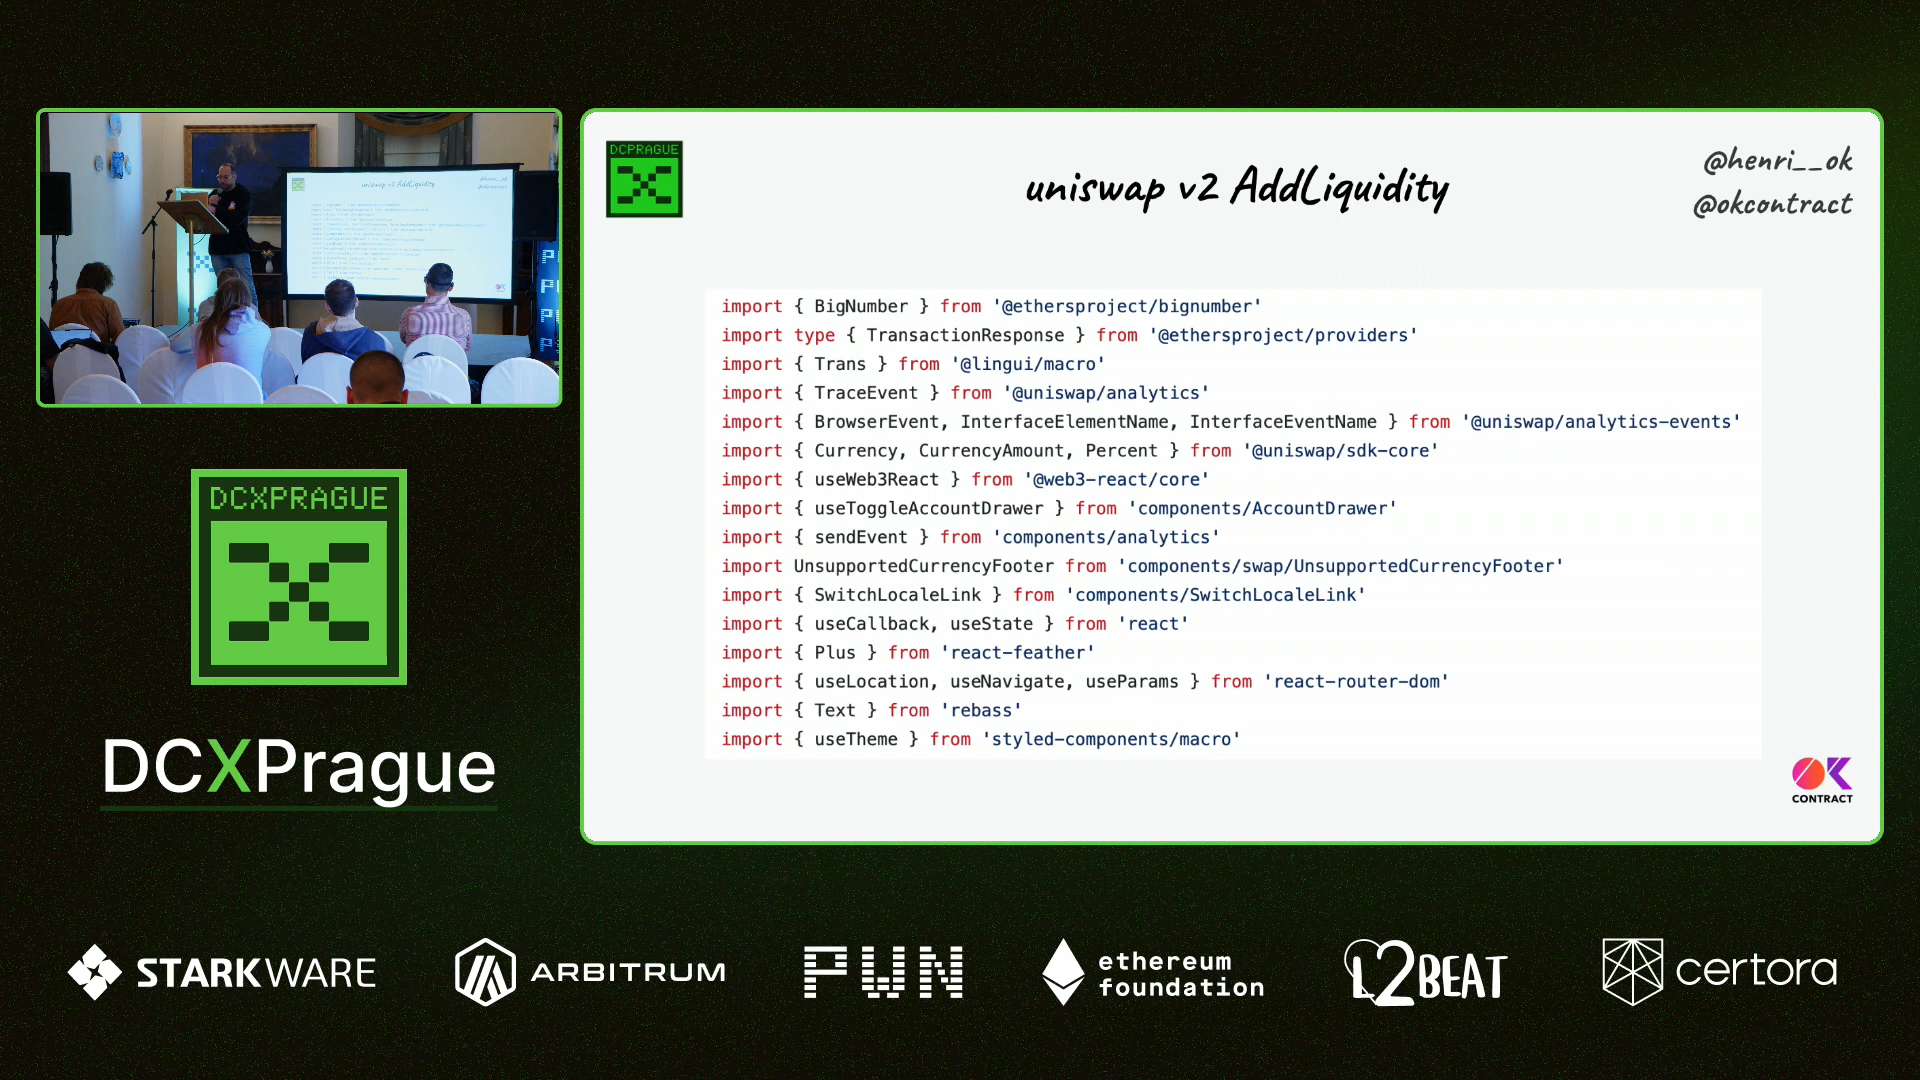 DCPRAGUE
uniswap v2 AddLiquidity
@henri__ok
@okcontract
import { BigNumber } from '@ethersproject/bignumber'
import type { TransactionResponse } from '@ethersproject/providers'
import { Trans } from '@lingui/macro'
import { TraceEvent } from '@uniswap/analytics'
import { BrowserEvent, InterfaceElementName, InterfaceEventName } from '@uniswap/analytics-events'
import { Currency, CurrencyAmount, Percent } from '@uniswap/sdk-core'
import { useWeb3React } from '@web3-react/core'
import { useToggleAccountDrawer } from 'components/AccountDrawer'
import { sendEvent } from 'components/analytics'
import UnsupportedCurrencyFooter from 'components/swap/UnsupportedCurrencyFooter'
import { SwitchLocaleLink } from 'components/SwitchLocaleLink'
import { useCallback, useState } from 'react'
import { Plus } from 'react-feather'
import { useLocation, useNavigate, useParams } from 'react-router-dom'
import { Text } from 'rebass'
import { useTheme } from 'styled-components/macro'
OK
CONTRACT
uniswap v2 AddLiquidity
DCXPRAGUE
DCXPrague
STARKWARE
ARBITRUM
PWN
ethereum
foundation
L2BEAT
certora